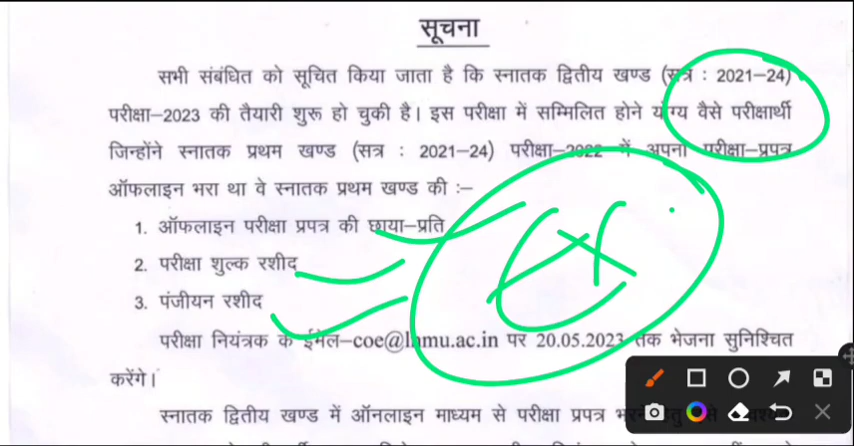 सूचना
सभी संबंधित को सूचित किया जाता है कि स्नातक द्वितीय खण्ड (सत्र : 2021–24)
परीक्षा–2023 की तैयारी शुरू हो चुकी है। इस परीक्षा में सम्मिलित होने योग्य वैसे परीक्षार्थी
जिन्होंने स्नातक प्रथम खण्ड (सत्र : 2021–24) परीक्षा–2022 में अपना परीक्षा–प्रपत्र
ऑफलाइन भरा था वे स्नातक प्रथम खण्ड की :–
1. ऑफलाइन परीक्षा प्रपत्र की छाया–प्रति
2. परीक्षा शुल्क रशीद
3. पंजीयन रशीद
परीक्षा नियंत्रक के ईमेल–coe@lnmu.ac.in पर 20.05.2023 तक भेजना सुनिश्चित
करेंगे।
स्नातक द्वितीय खण्ड में ऑनलाइन माध्यम से परीक्षा प्रपत्र